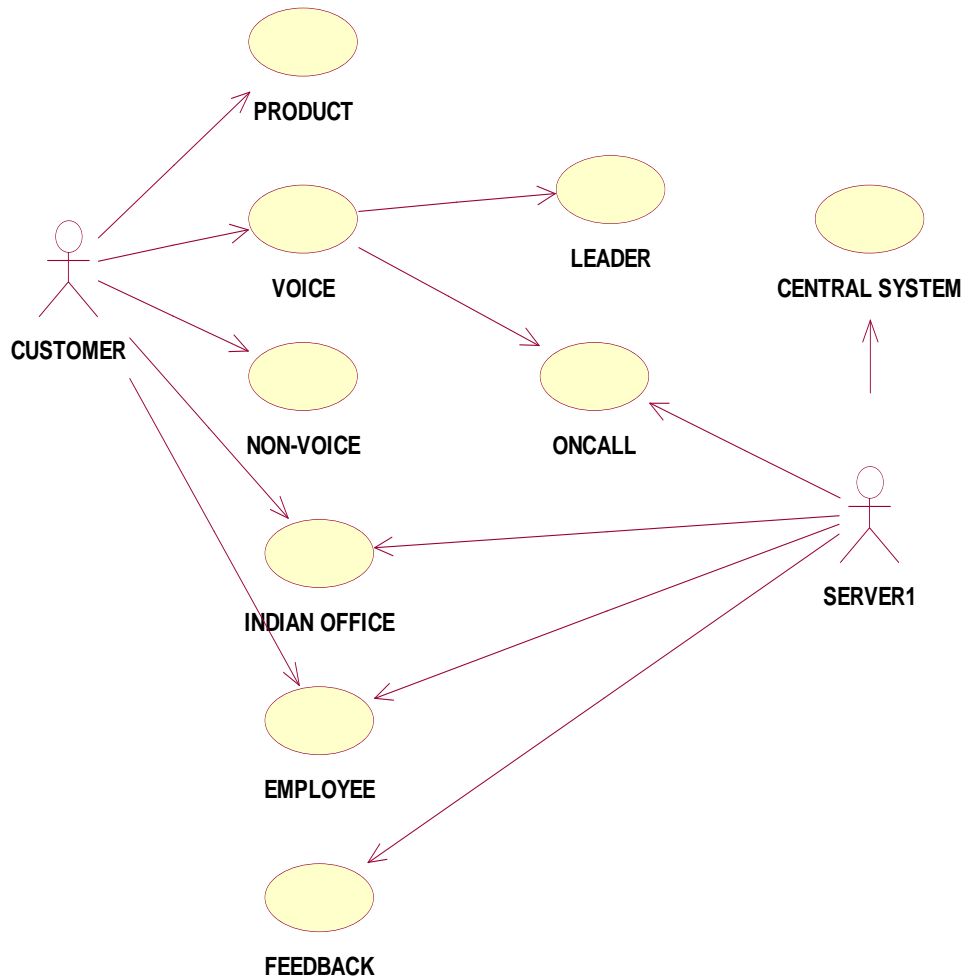 PRODUCT
LEADER
VOICE
CENTRAL SYSTEM
CUSTOMER
NON-VOICE
ONCALL
SERVER1
INDIAN OFFICE
EMPLOYEE
FEEDBACK